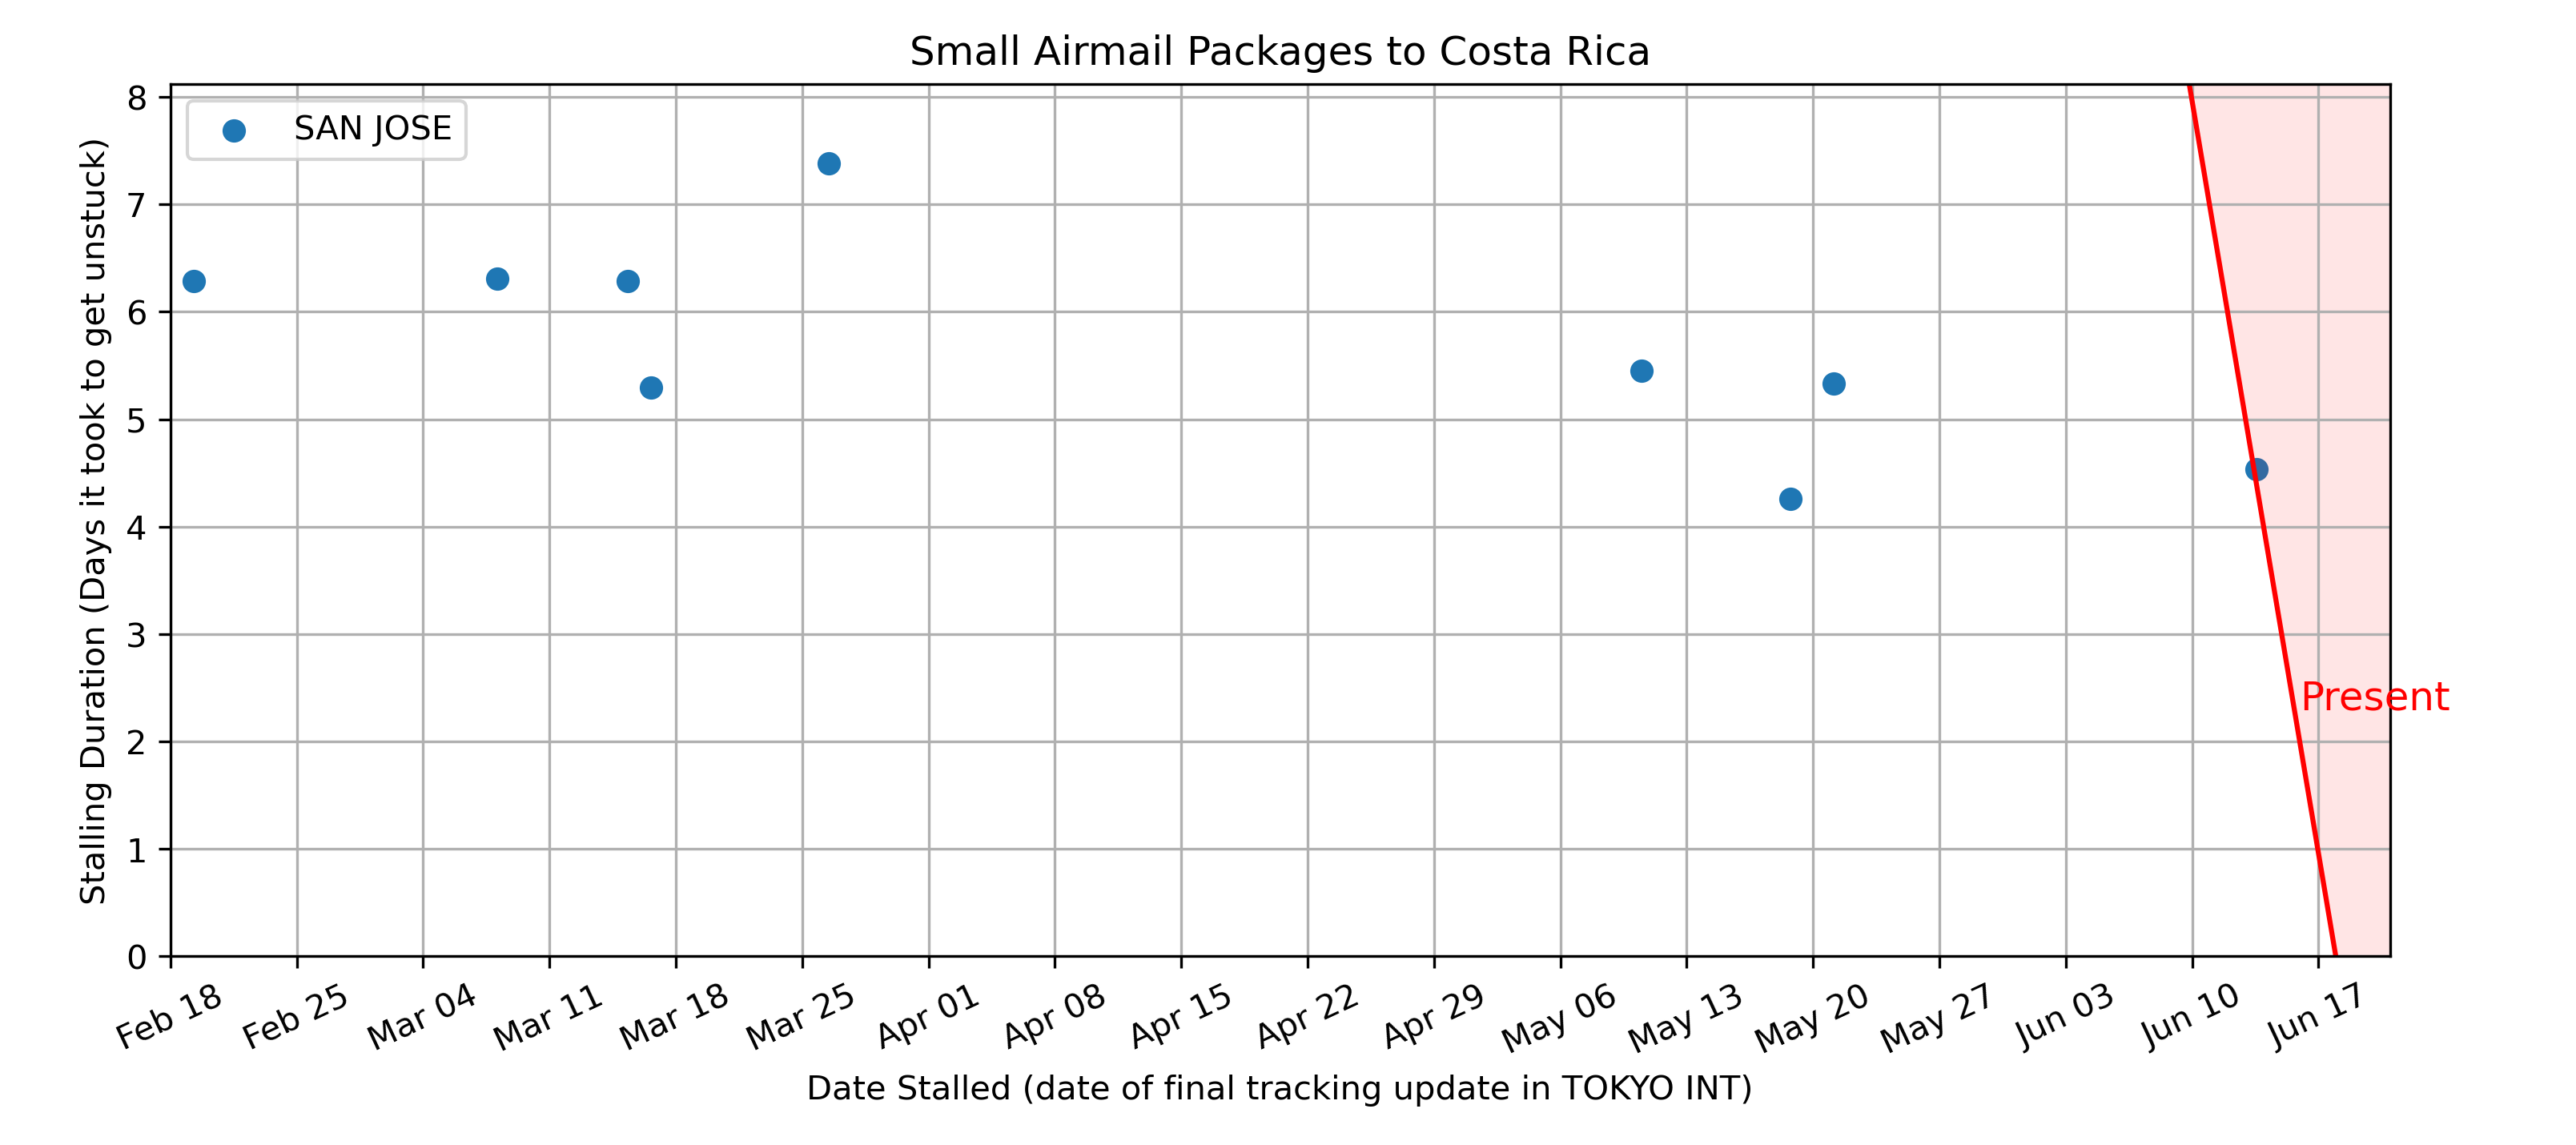 Small Airmail Packages to Costa Rica
SAN JOSE
Stalling Duration (Days it took to get unstuck)
8
7
6
5
4
3
2
1
0
Present
Feb 18
Feb 25
Mar 04
Mar 11
Mar 18
Mar 25
Apr 01
Apr 08
Apr 15
Apr 22
Apr 29
May 06
May 13
May 20
May 27
Jun 03
Jun 10
Jun 17
Date Stalled (date of final tracking update in TOKYO INT)